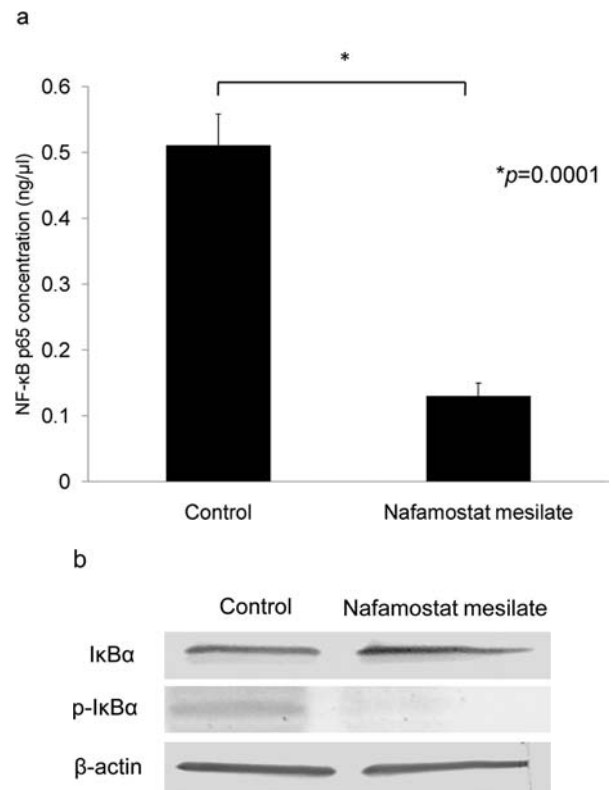 a
*
0.6
0.5
0.4
0.3
0.2
0.1
0
NF-κB p65 concentration (ng/µl)
*p=0.0001
Control Nafamostat mesilate
b
Control Nafamostat mesilate
IκBα
p-IκBα
β-actin